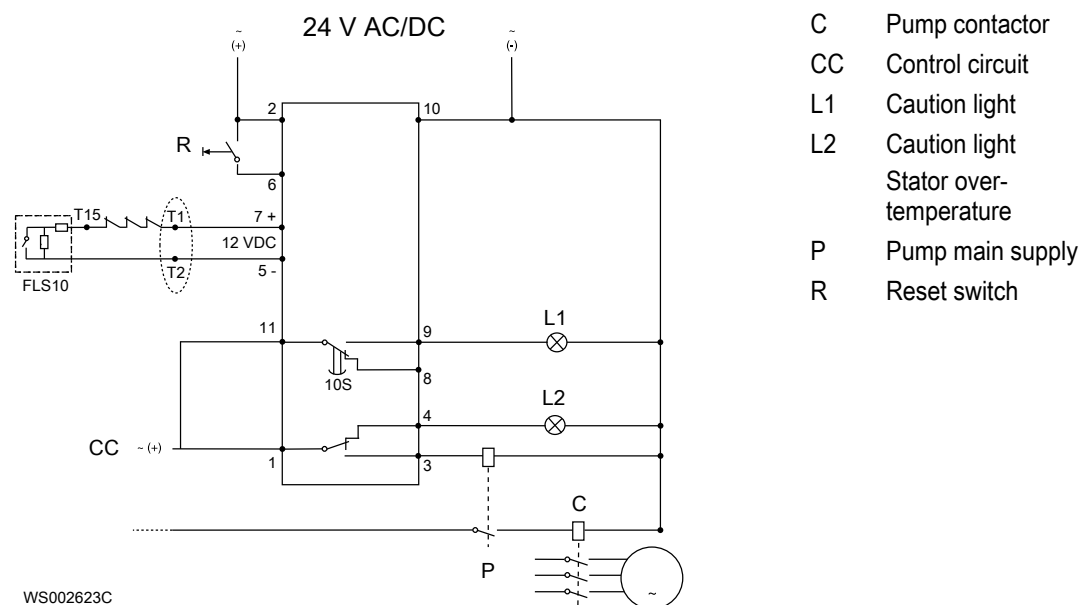 24 V AC/DC
~
(+)
~
(-)
2
10
R
6
T15
T1
7 +
12 VDC
T2
5 -
FLS10
11
9
L1
10S
8
4
L2
CC
~ (+)
1
3
C
P
~
WS002623C
C Pump contactor
CC Control circuit
L1 Caution light
L2 Caution light
Stator over-
temperature
P Pump main supply
R Reset switch